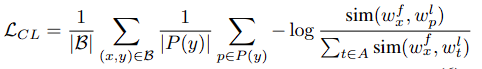 $$\mathcal{L}_{CL} = \frac{1}{|\mathcal{B}|} \sum_{(x,y) \in \mathcal{B}} \frac{1}{|P(y)|} \sum_{p \in P(y)} -\log \frac{\text{sim}(w_x^f, w_p^l)}{\sum_{t \in A} \text{sim}(w_x^f, w_t^l)}$$